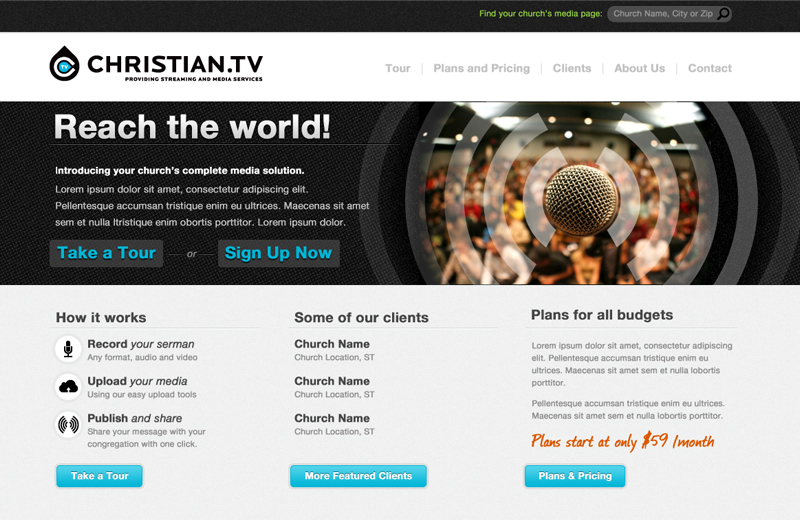 Find your church's media page:
Church Name, City or Zip
TV
CHRISTIAN.TV
PROVIDING STREAMING AND MEDIA SERVICES
Tour
Plans and Pricing
Clients
About Us
Contact
Reach the world!
Introducing your church's complete media solution.
Lorem ipsum dolor sit amet, consectetur adipiscing elit.
Pellentesque accumsan tristique enim eu ultrices. Maecenas sit amet
sem et nulla ltristique enim obortis porttitor. Lorem ipsum dolor.
Take a Tour
or
Sign Up Now
How it works
Record your serman
Any format, audio and video
Upload your media
Using our easy upload tools
Publish and share
Share your message with your
congregation with one click.
Take a Tour
Some of our clients
Church Name
Church Location, ST
Church Name
Church Location, ST
Church Name
Church Location, ST
More Featured Clients
Plans for all budgets
Lorem ipsum dolor sit amet, consectetur adipiscing
elit. Pellentesque accumsan tristique enim eu
ultrices. Maecenas sit amet sem et nulla lobortis
porttitor.
Pellentesque accumsan tristique enim eu ultrices.
Maecenas sit amet sem et nulla lobortis porttitor.
Plans start at only $59 /month
Plans & Pricing